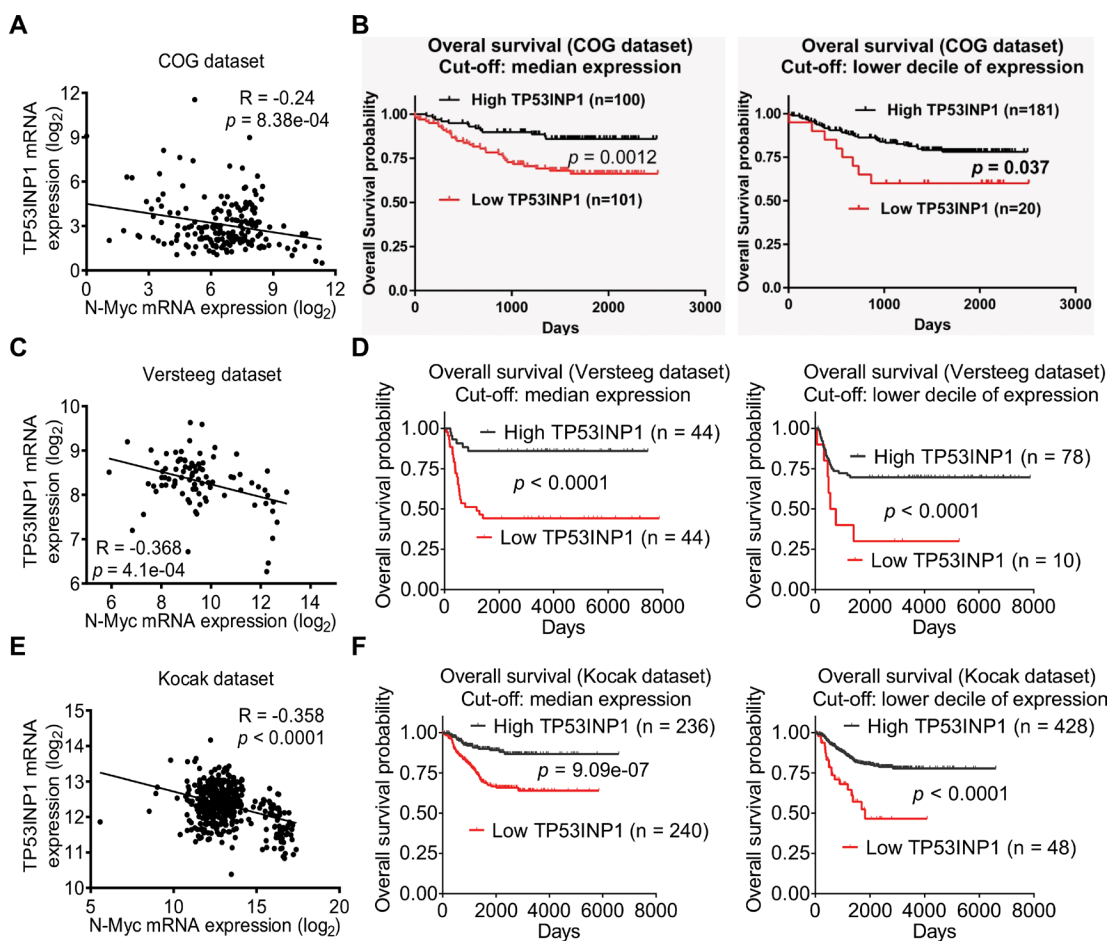 A
COG dataset
R = -0.24
p = 8.38e-04
TP53INP1 mRNA
expression (log2)
12
9
6
3
0
0
3
6
9
12
N-Myc mRNA expression (log2)
B
Overal survival (COG dataset)
Cut-off: median expression
High TP53INP1 (n=100)
p = 0.0012
Low TP53INP1 (n=101)
Overall Survival probability
1.00
0.75
0.50
0.25
0.0
0
1000
2000
3000
Days
Overal survival (COG dataset)
Cut-off: lower decile of expression
High TP53INP1 (n=181)
p = 0.037
Low TP53INP1 (n=20)
Overall Survival probability
1.00
0.75
0.50
0.25
0.0
0
1000
2000
3000
Days
C
Versteeg dataset
R = -0.368
p = 4.1e-04
TP53INP1 mRNA
expression (log2)
10
9
8
7
6
6
8
10
12
14
N-Myc mRNA expression (log2)
D
Overall survival (Versteeg dataset)
Cut-off: median expression
High TP53INP1 (n = 44)
p < 0.0001
Low TP53INP1 (n = 44)
Overall survival probability
1.00
0.75
0.50
0.25
0.00
0
2000
4000
6000
8000
Days
Overall survival (Versteeg dataset)
Cut-off: lower decile of expression
High TP53INP1 (n = 78)
p < 0.0001
Low TP53INP1 (n = 10)
Overall survival probability
1.00
0.75
0.50
0.25
0.00
0
2000
4000
6000
8000
Days
E
Kocak dataset
R = -0.358
p < 0.0001
TP53INP1 mRNA
expression (log2)
15
14
13
12
11
10
5
10
15
20
N-Myc mRNA expression (log2)
F
Overall survival (Kocak dataset)
Cut-off: median expression
High TP53INP1 (n = 236)
p = 9.09e-07
Low TP53INP1 (n = 240)
Overall survival probability
1.00
0.75
0.50
0.25
0.00
0
2000
4000
6000
8000
Days
Overall survival (Kocak dataset)
Cut-off: lower decile of expression
High TP53INP1 (n = 428)
p < 0.0001
Low TP53INP1 (n = 48)
Overall survival probability
1.00
0.75
0.50
0.25
0.00
0
2000
4000
6000
8000
Days